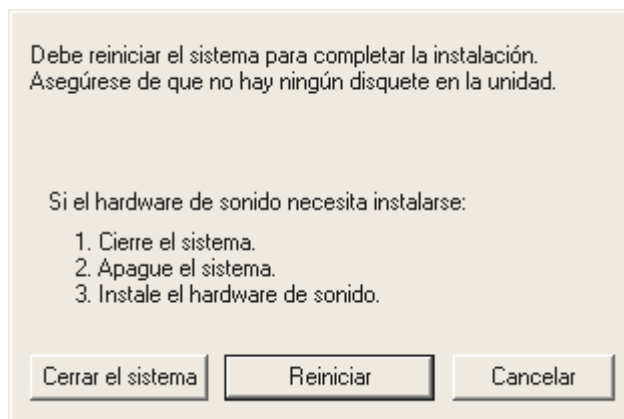 Debe reiniciar el sistema para completar la instalación.
Asegúrese de que no hay ningún disquete en la unidad.
Si el hardware de sonido necesita instalarse:
1. Cierre el sistema.
2. Apague el sistema.
3. Instale el hardware de sonido.
Cerrar el sistema Reiniciar Cancelar